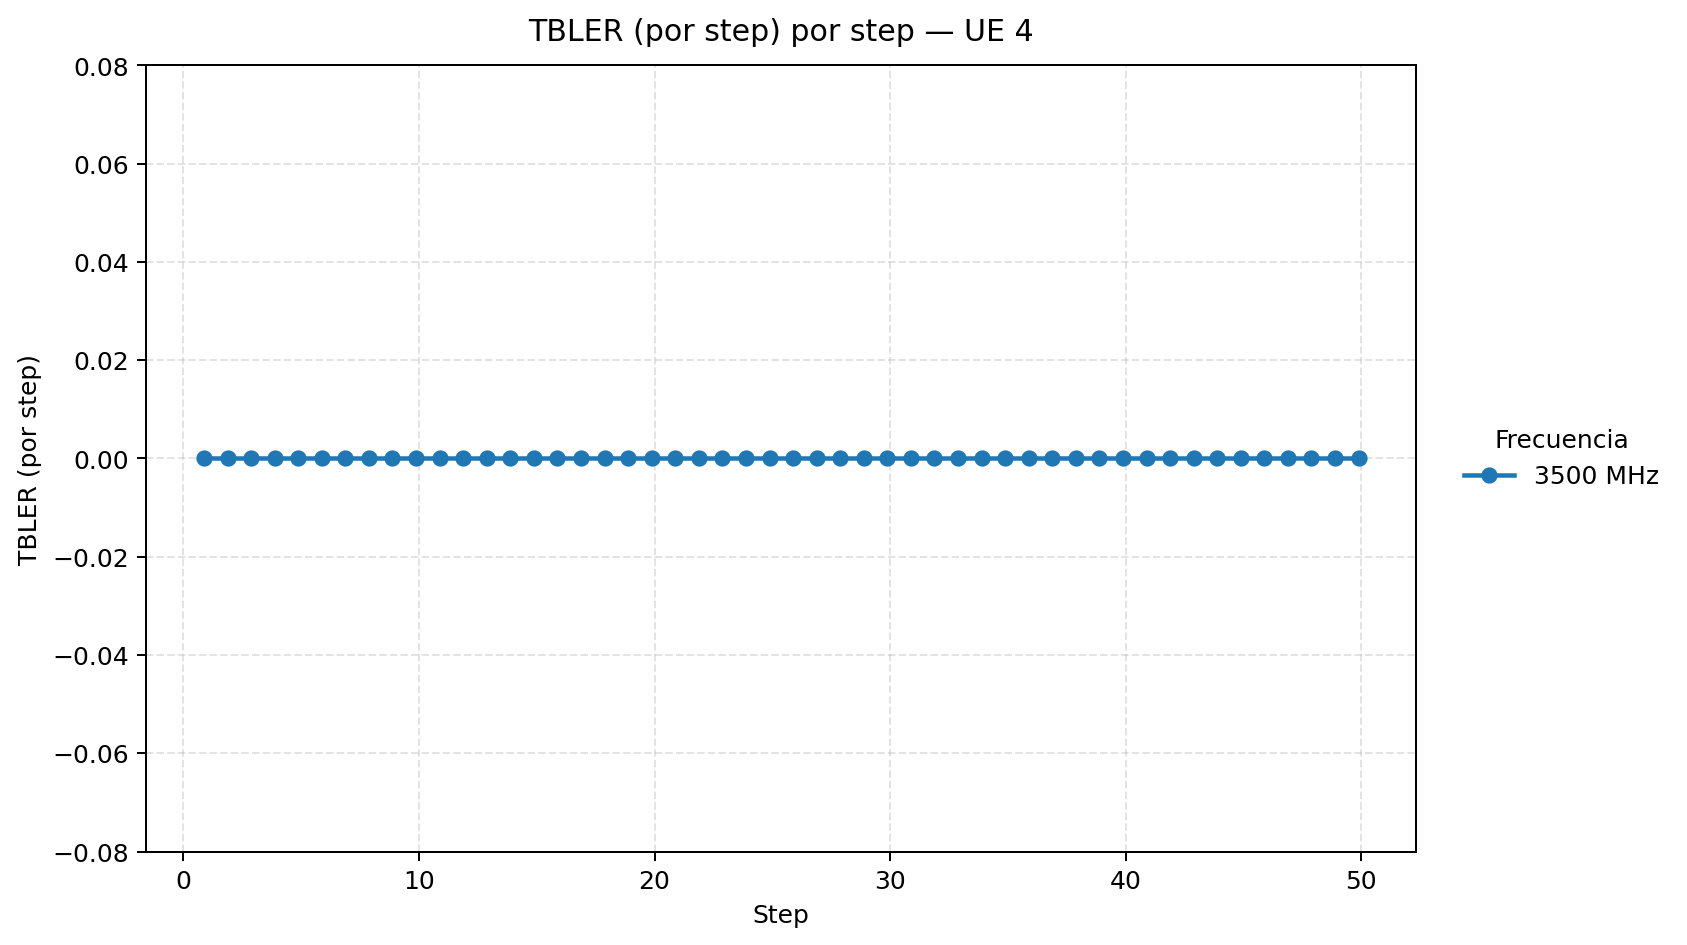 TBLER (por step) por step — UE 4
0.08
0.06
0.04
0.02
0.00
−0.02
−0.04
−0.06
−0.08
TBLER (por step)
0 10 20 30 40 50
Step
Frecuencia
3500 MHz